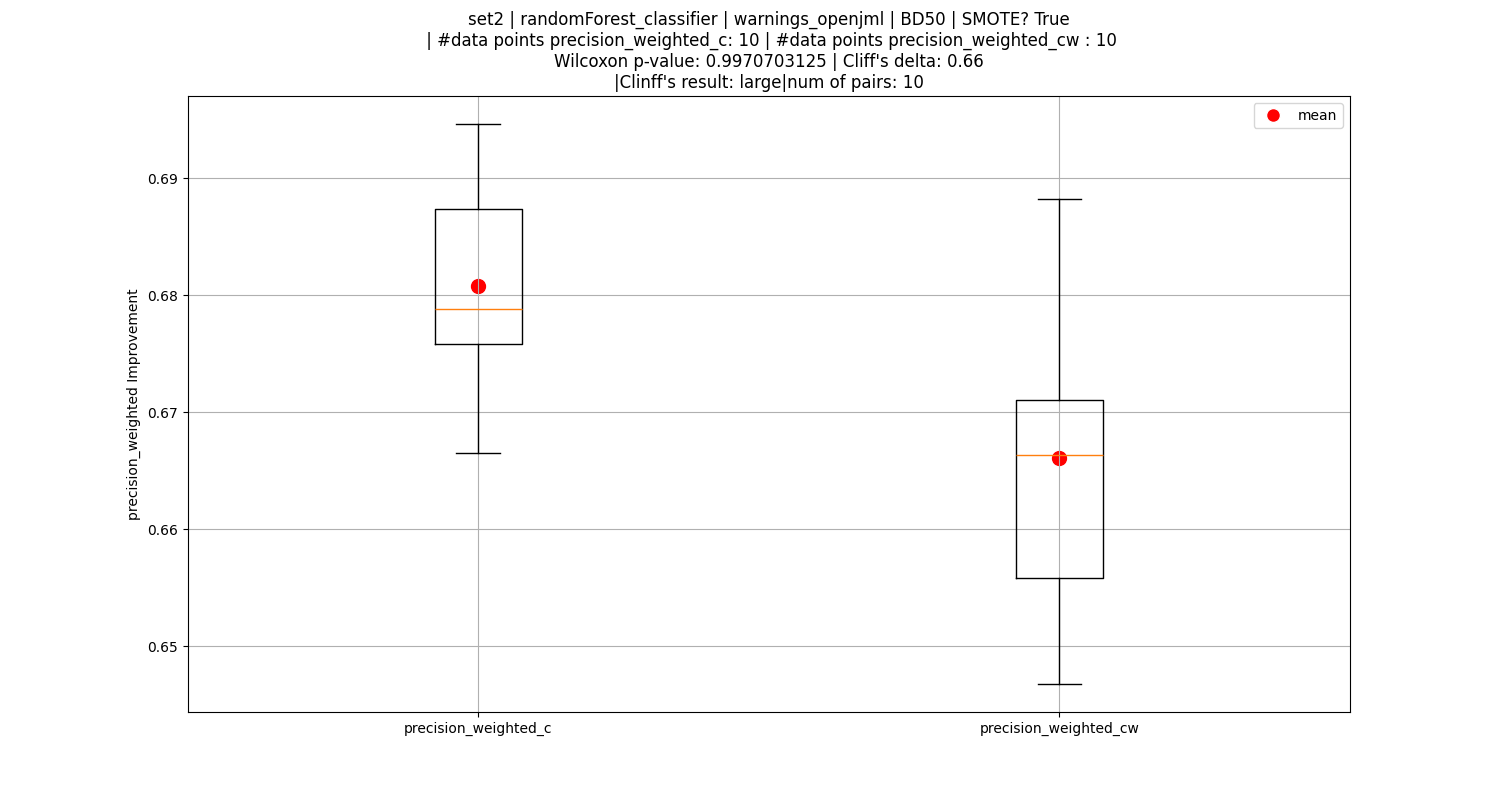 set2 | randomForest_classifier | warnings_openjml | BD50 | SMOTE? True
| #data points precision_weighted_c: 10 | #data points precision_weighted_cw : 10
Wilcoxon p-value: 0.9970703125 | Cliff's delta: 0.66
|Clinff's result: large|num of pairs: 10
mean
0.69
0.68
0.67
0.66
0.65
precision_weighted Improvement
precision_weighted_c
precision_weighted_cw